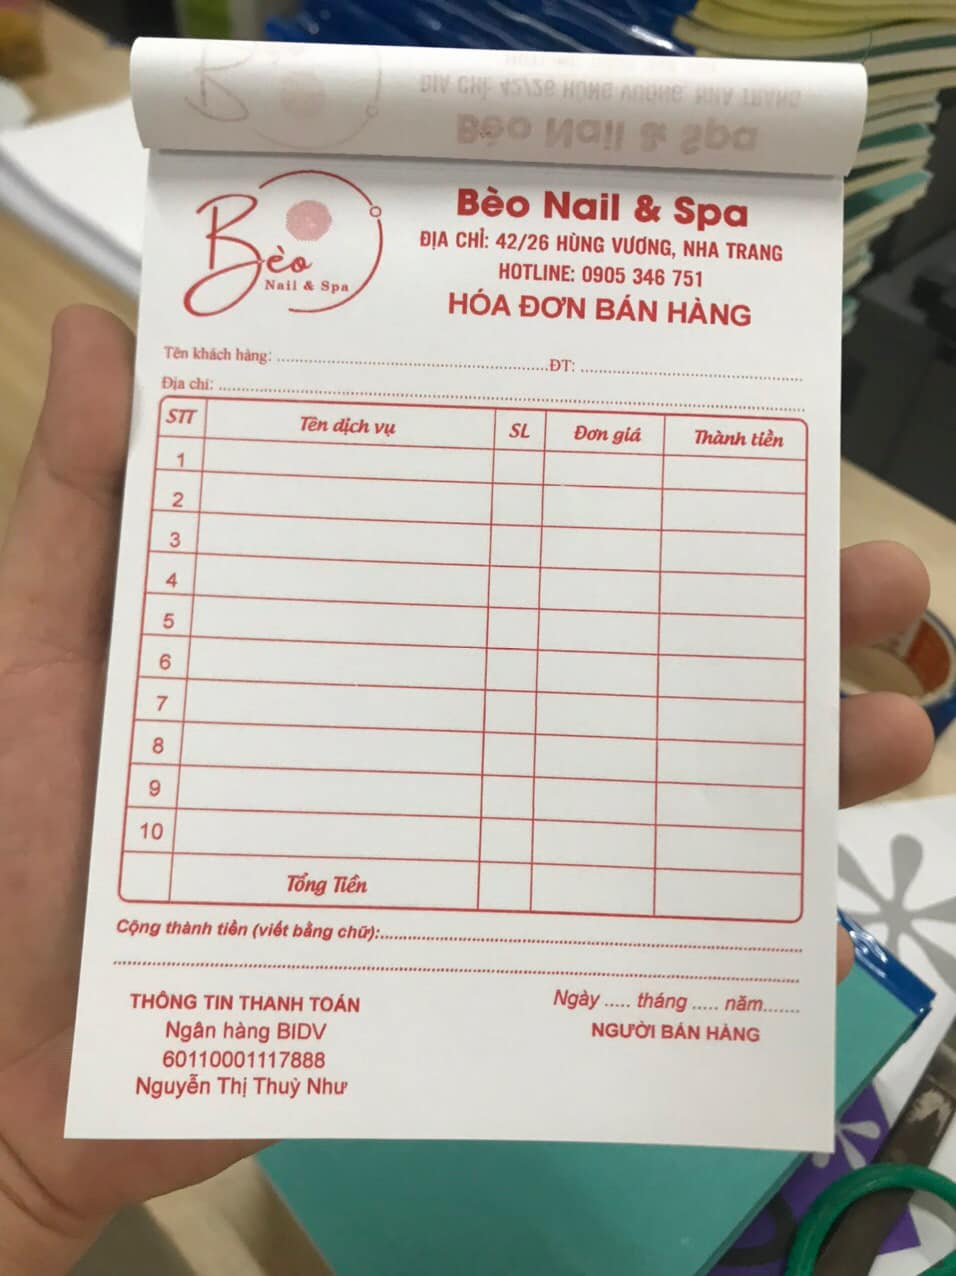 Bèo
Nail & Spa
Bèo Nail & Spa
ĐỊA CHỈ: 42/26 HÙNG VƯƠNG, NHA TRANG
HOTLINE: 0905 346 751
HÓA ĐƠN BÁN HÀNG
Tên khách hàng: ..........ĐT: ..........
Địa chỉ: ..........
STT Tên dịch vụ SL Đơn giá Thành tiền
1
2
3
4
5
6
7
8
9
10
Tổng Tiền
Cộng thành tiền (viết bằng chữ):..........
THÔNG TIN THANH TOÁN
Ngân hàng BIDV
60110001117888
Nguyễn Thị Thuỳ Như
Ngày ..... tháng ..... năm.......
NGƯỜI BÁN HÀNG